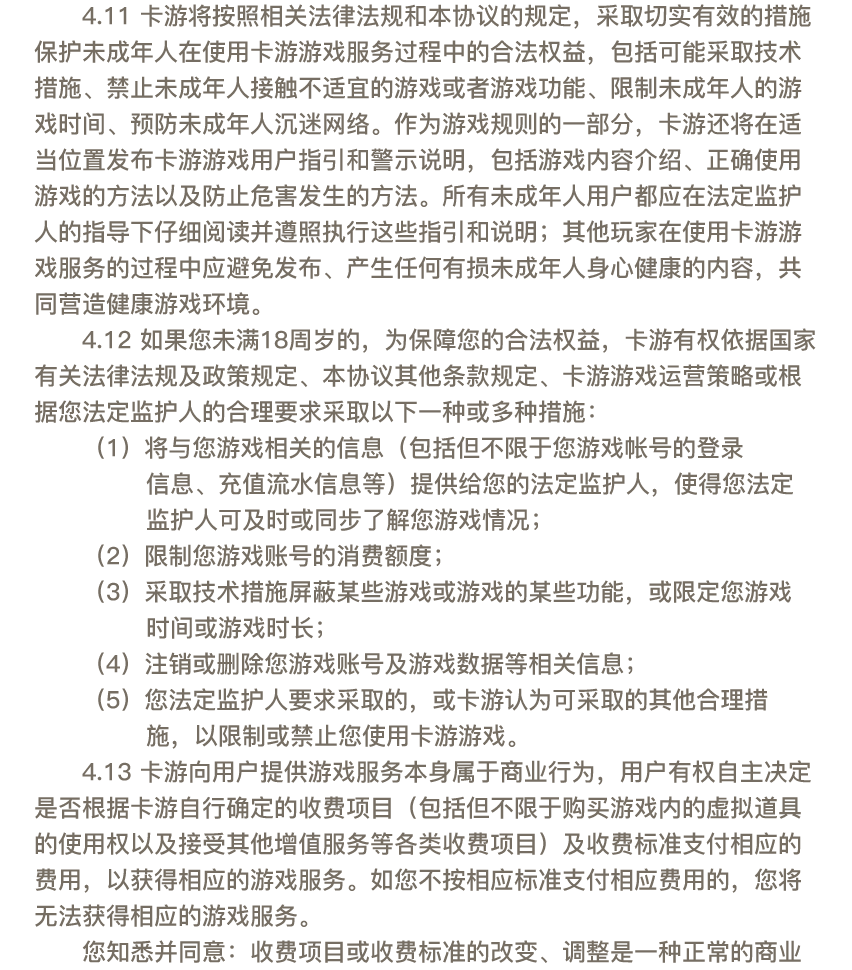 4.11 卡游将按照相关法律法规和本协议的规定，采取切实有效的措施
保护未成年人在使用卡游游戏服务过程中的合法权益，包括可能采取技术
措施、禁止未成年人接触不适宜的游戏或者游戏功能、限制未成年人的游
戏时间、预防未成年人沉迷网络。作为游戏规则的一部分，卡游还将在适
当位置发布卡游游戏用户指引和警示说明，包括游戏内容介绍、正确使用
游戏的方法以及防止危害发生的方法。所有未成年人用户都应在法定监护
人的指导下仔细阅读并遵照执行这些指引和说明；其他玩家在使用卡游游
戏服务的过程中应避免发布、产生任何有损未成年人身心健康的内容，共
同营造健康游戏环境。
4.12 如果您未满18周岁的，为保障您的合法权益，卡游有权依据国家
有关法律法规及政策规定、本协议其他条款规定、卡游游戏运营策略或根
据您法定监护人的合理要求采取以下一种或多种措施：
（1）将与您游戏相关的信息（包括但不限于您游戏帐号的登录
信息、充值流水信息等）提供给您的法定监护人，使得您法定
监护人可及时或同步了解您游戏情况；
（2）限制您游戏账号的消费额度；
（3）采取技术措施屏蔽某些游戏或游戏的某些功能，或限定您游戏
时间或游戏时长；
（4）注销或删除您游戏账号及游戏数据等相关信息；
（5）您法定监护人要求采取的，或卡游认为可采取的其他合理措
施，以限制或禁止您使用卡游游戏。
4.13 卡游向用户提供游戏服务本身属于商业行为，用户有权自主决定
是否根据卡游自行确定的收费项目（包括但不限于购买游戏内的虚拟道具
的使用权以及接受其他增值服务等各类收费项目）及收费标准支付相应的
费用，以获得相应的游戏服务。如您不按相应标准支付相应费用的，您将
无法获得相应的游戏服务。
您知悉并同意：收费项目或收费标准的改变、调整是一种正常的商业